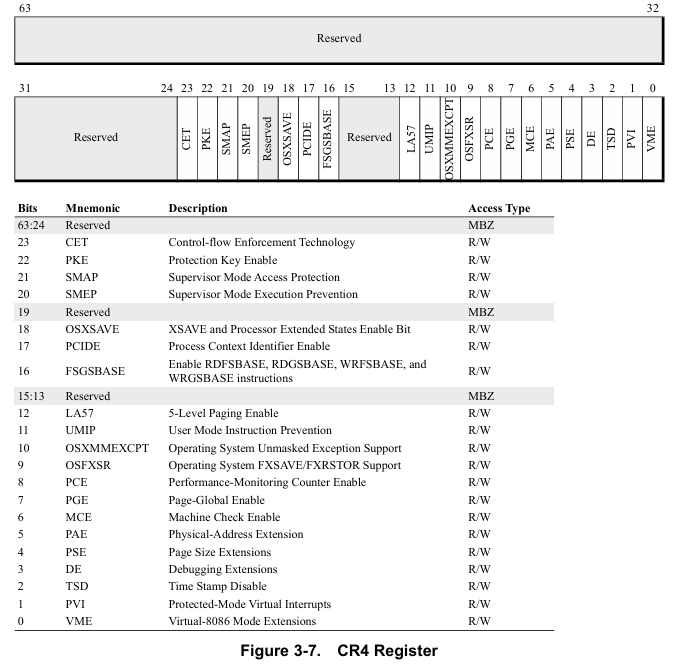 63 32
Reserved
31 24 23 22 21 20 19 18 17 16 15 13 12 11 10 9 8 7 6 5 4 3 2 1 0
Reserved CET PKE SMAP SMEP Reserved OSXSAVE PCIDE FSGSBASE Reserved LA57 UMIP OSXMMEXCPT OSFXSR PCE PGE MCE PAE PSE DE TSD PVI VME
Bits Mnemonic Description Access Type
63:24 Reserved MBZ
23 CET Control-flow Enforcement Technology R/W
22 PKE Protection Key Enable R/W
21 SMAP Supervisor Mode Access Protection R/W
20 SMEP Supervisor Mode Execution Prevention R/W
19 Reserved MBZ
18 OSXSAVE XSAVE and Processor Extended States Enable Bit R/W
17 PCIDE Process Context Identifier Enable R/W
16 FSGSBASE Enable RDFSBASE, RDGSBASE, WRFSBASE, and
WRGSBASE instructions R/W
15:13 Reserved MBZ
12 LA57 5-Level Paging Enable R/W
11 UMIP User Mode Instruction Prevention R/W
10 OSXMMEXCPT Operating System Unmasked Exception Support R/W
9 OSFXSR Operating System FXSAVE/FXRSTOR Support R/W
8 PCE Performance-Monitoring Counter Enable R/W
7 PGE Page-Global Enable R/W
6 MCE Machine Check Enable R/W
5 PAE Physical-Address Extension R/W
4 PSE Page Size Extensions R/W
3 DE Debugging Extensions R/W
2 TSD Time Stamp Disable R/W
1 PVI Protected-Mode Virtual Interrupts R/W
0 VME Virtual-8086 Mode Extensions R/W
Figure 3-7. CR4 Register